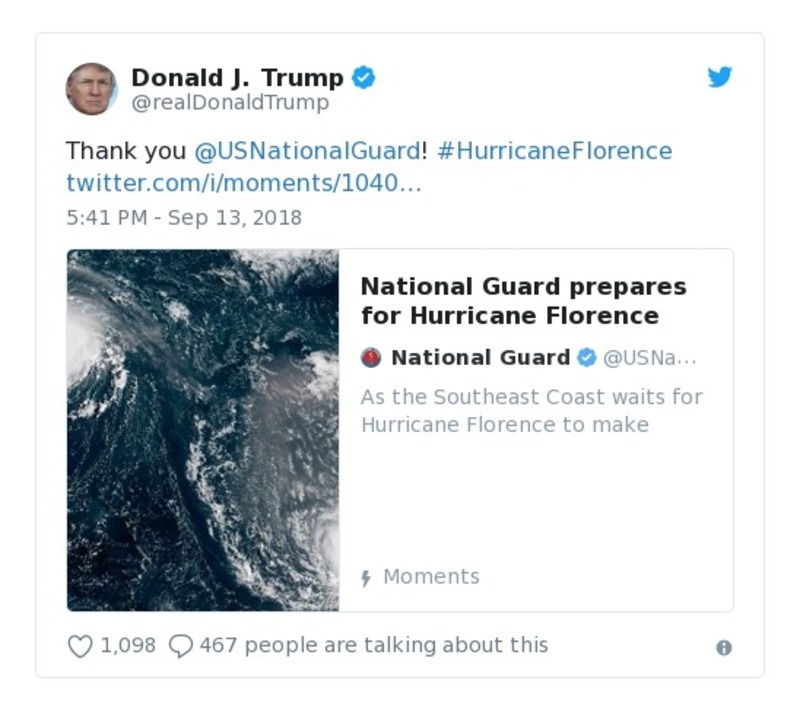 Donald J. Trump
@realDonaldTrump
Thank you @USNationalGuard! #HurricaneFlorence
twitter.com/i/moments/1040…
5:41 PM - Sep 13, 2018
National Guard prepares
for Hurricane Florence
National Guard @USNa…
As the Southeast Coast waits for
Hurricane Florence to make
Moments
1,098 467 people are talking about this